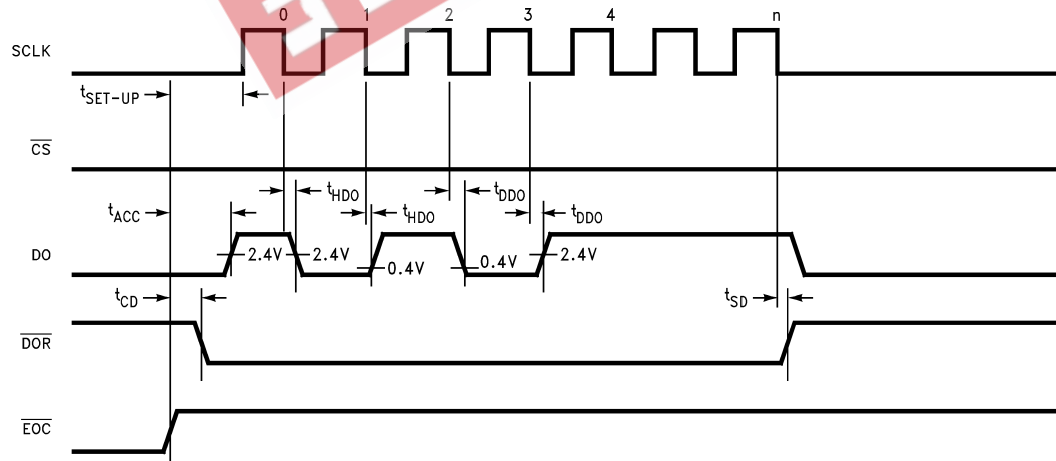 0 1 2 3 4 n
SCLK
tSET-UP
CS
tHDO tDDO
tACC tHDO tDDO
DO 2.4V 2.4V 0.4V 0.4V 2.4V
tCD tSD
DOR
EOC